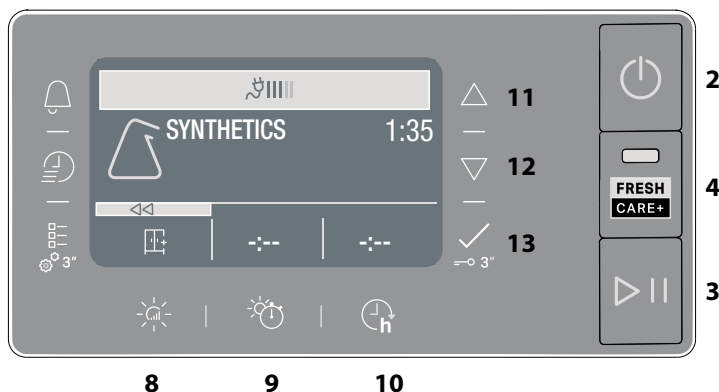 2
SYNTHETICS 1:35
11
12
FRESH
CARE+
4
-:-- -:--
3"
13
3"
3
h
8 9 10